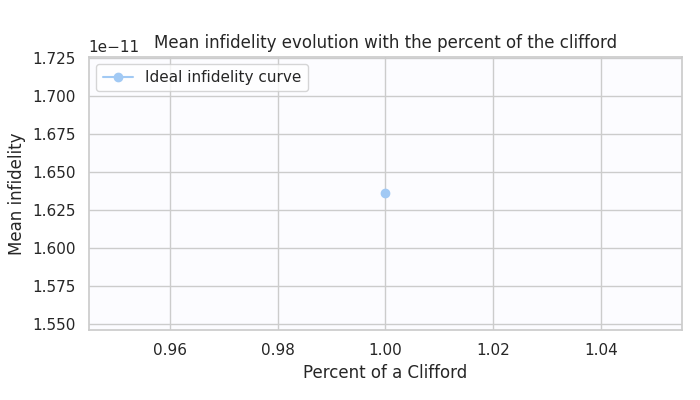 1e−11
Mean infidelity evolution with the percent of the clifford
Ideal infidelity curve
Mean infidelity
1.725
1.700
1.675
1.650
1.625
1.600
1.575
1.550
0.96
0.98
1.00
1.02
1.04
Percent of a Clifford